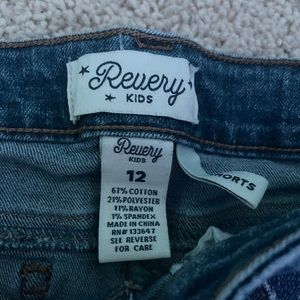 Revery
KIDS
Revery
KIDS
12
67% COTTON
21% POLYESTER
11% RAYON
1% SPANDEX
MADE IN CHINA
RN# 133647
SEE REVERSE
FOR CARE